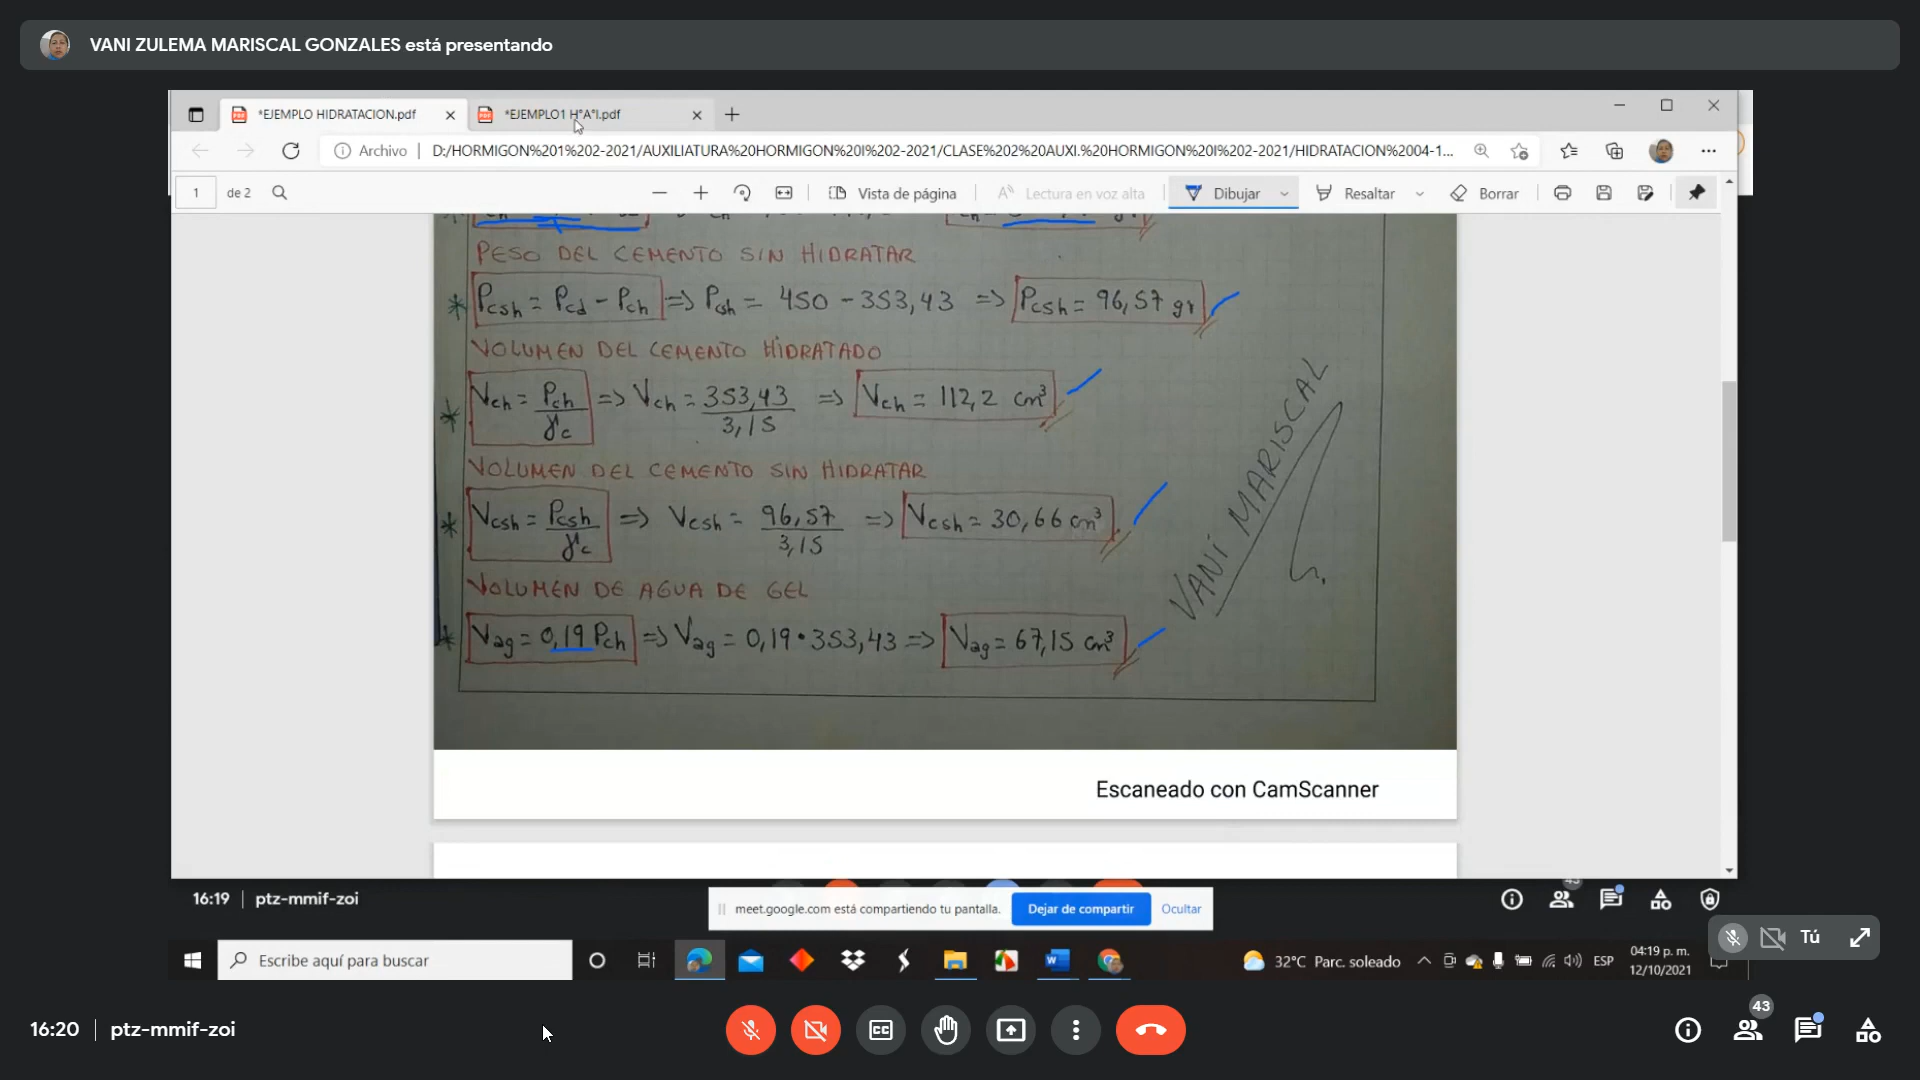 VANI ZULEMA MARISCAL GONZALES está presentando
*EJEMPLO HIDRATACION.pdf
*EJEMPLO1 H°A°I.pdf
Archivo
D:/HORMIGON%201%202-2021/AUXILIATURA%20HORMIGON%20I%202-2021/CLASE%202%20AUXI.%20HORMIGON%20I%202-2021/HIDRATACION%2004-1...
1 de 2
Vista de página
Lectura en voz alta
Dibujar
Resaltar
Borrar
PESO DEL CEMENTO SIN HIDRATAR
* Pcsh = Pcd - Pch => Pcsh = 450 - 353,43 => Pcsh = 96,57 gr
VOLUMEN DEL CEMENTO HIDRATADO
* Vch = Pch / γc => Vch = 353,43 / 3,15 => Vch = 112,2 cm³
VOLUMEN DEL CEMENTO SIN HIDRATAR
* Vcsh = Pcsh / γc => Vcsh = 96,57 / 3,15 => Vcsh = 30,66 cm³
VOLUMEN DE AGUA DE GEL
* Vag = 0,19 Pch => Vag = 0,19 • 353,43 => Vag = 67,15 cm³
VANI MARISCAL
Escaneado con CamScanner
16:19 | ptz-mmif-zoi
meet.google.com está compartiendo tu pantalla.
Dejar de compartir
Ocultar
Tú
Escribe aquí para buscar
32°C Parc. soleado
ESP
04:19 p. m.
12/10/2021
16:20 | ptz-mmif-zoi
43